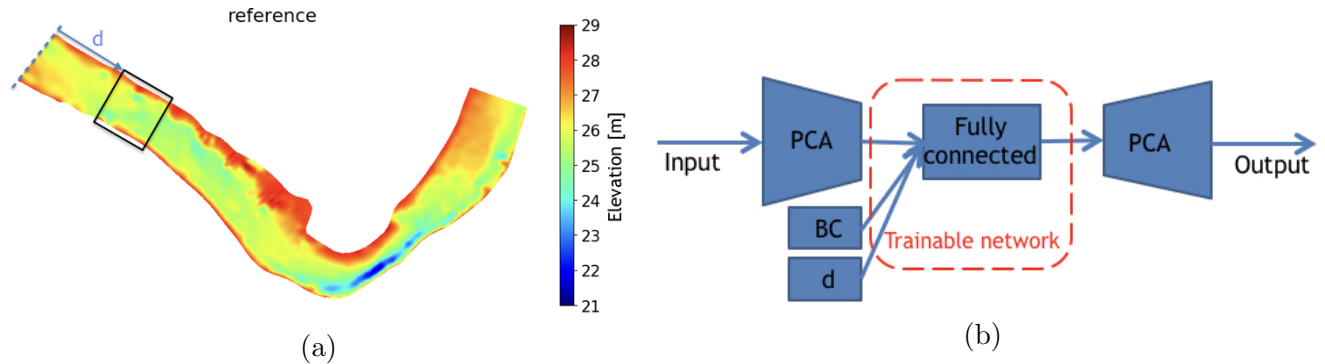 reference
d
29
28
27
26
25
24
23
22
21
Elevation [m]
(a)
Input
PCA
BC
d
Fully
connected
Trainable network
PCA
Output
(b)